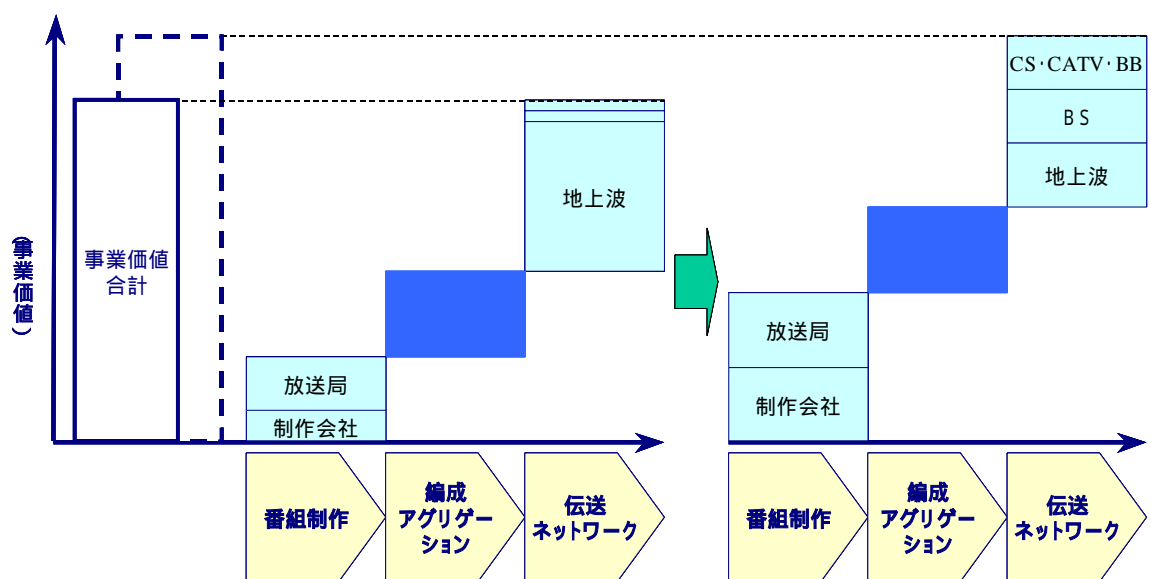 (事業価値)
事業価値
合計
放送局
制作会社
地上波
番組制作
編成
アグリゲー
ション
伝送
ネットワーク
CS·CATV·BB
BS
地上波
放送局
制作会社
番組制作
編成
アグリゲー
ション
伝送
ネットワーク